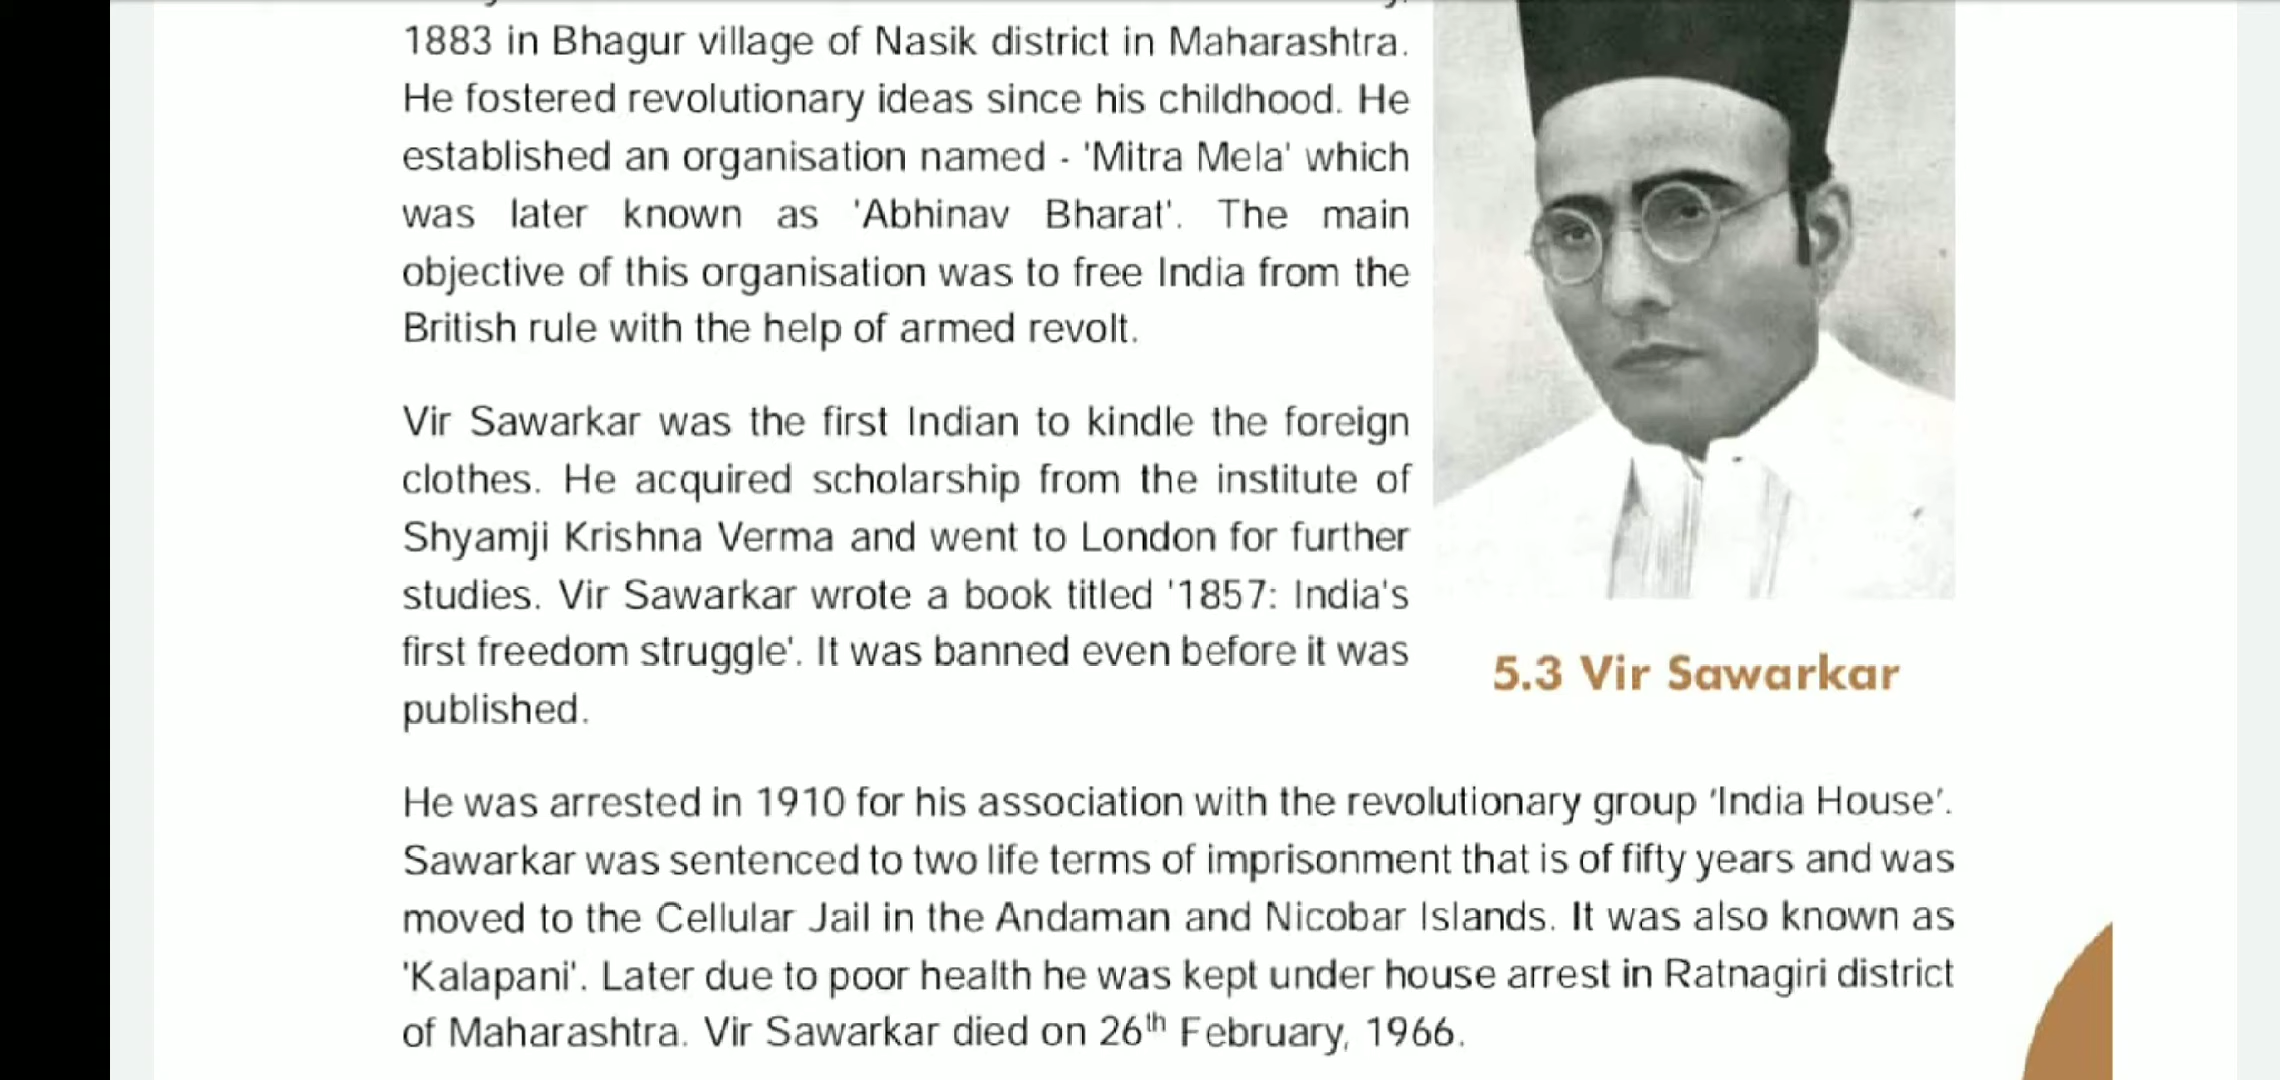 1883 in Bhagur village of Nasik district in Maharashtra.
He fostered revolutionary ideas since his childhood. He
established an organisation named - 'Mitra Mela' which
was later known as 'Abhinav Bharat'. The main
objective of this organisation was to free India from the
British rule with the help of armed revolt.
Vir Sawarkar was the first Indian to kindle the foreign
clothes. He acquired scholarship from the institute of
Shyamji Krishna Verma and went to London for further
studies. Vir Sawarkar wrote a book titled '1857: India's
first freedom struggle'. It was banned even before it was
published.
5.3 Vir Sawarkar
He was arrested in 1910 for his association with the revolutionary group 'India House'.
Sawarkar was sentenced to two life terms of imprisonment that is of fifty years and was
moved to the Cellular Jail in the Andaman and Nicobar Islands. It was also known as
'Kalapani'. Later due to poor health he was kept under house arrest in Ratnagiri district
of Maharashtra. Vir Sawarkar died on 26th February, 1966.